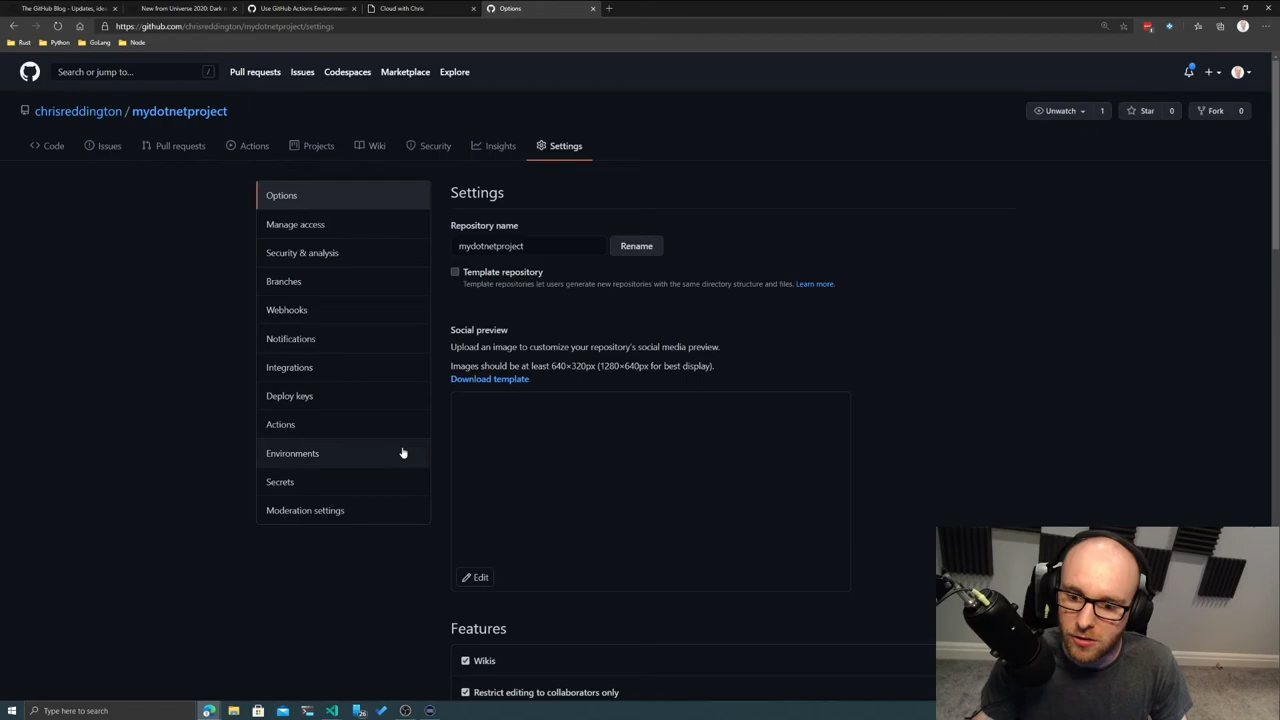 The GitHub Blog - Updates, idea
New from Universe 2020: Dark m
Use GitHub Actions Environmen
Cloud with Chris
Options
https://github.com/chrisreddington/mydotnetproject/settings
Rust
Python
GoLang
Node
Search or jump to...
/
Pull requests
Issues
Codespaces
Marketplace
Explore
chrisreddington / mydotnetproject
Unwatch
1
Star
0
Fork
0
Code
Issues
Pull requests
Actions
Projects
Wiki
Security
Insights
Settings
Options
Manage access
Security & analysis
Branches
Webhooks
Notifications
Integrations
Deploy keys
Actions
Environments
Secrets
Moderation settings
Settings
Repository name
mydotnetproject
Rename
Template repository
Template repositories let users generate new repositories with the same directory structure and files. Learn more.
Social preview
Upload an image to customize your repository's social media preview.
Images should be at least 640×320px (1280×640px for best display).
Download template
Edit
Features
Wikis
Restrict editing to collaborators only
Type here to search